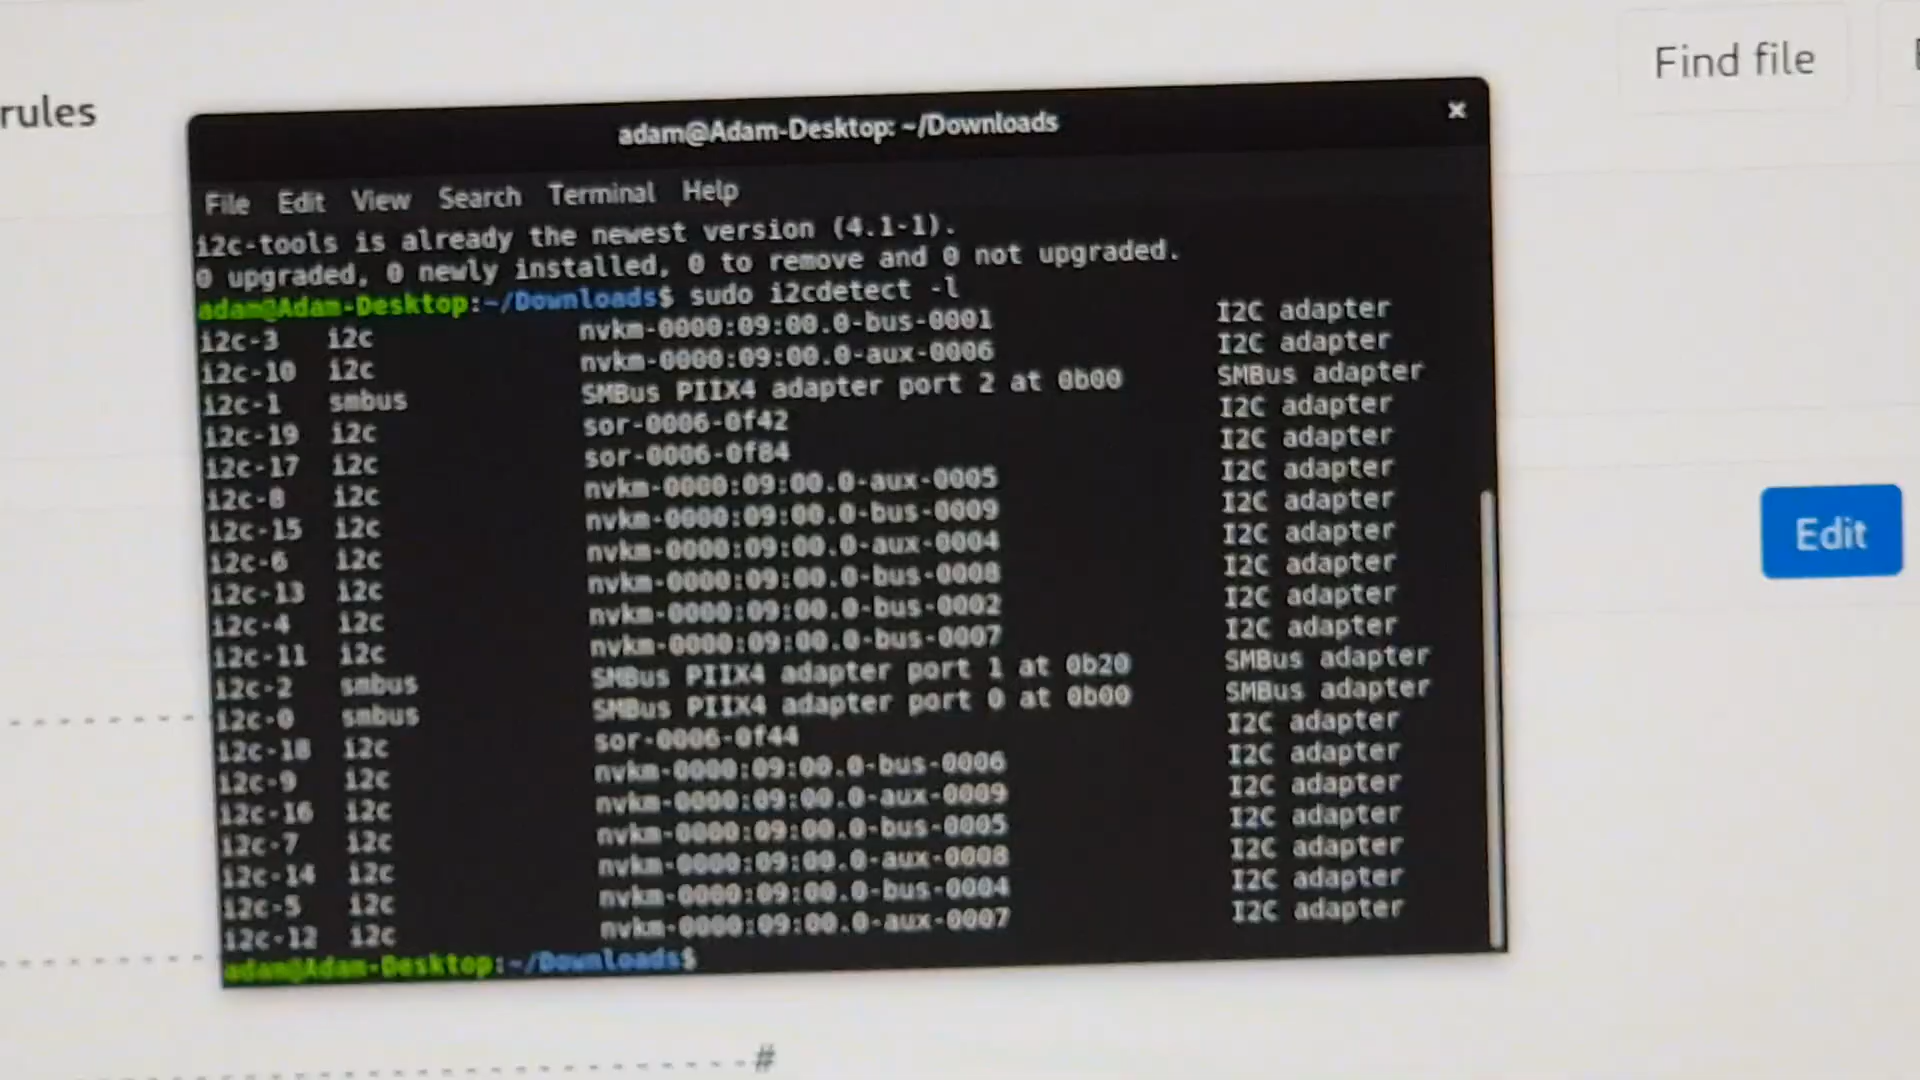 Find file
rules
adam@Adam-Desktop: ~/Downloads
File Edit View Search Terminal Help
i2c-tools is already the newest version (4.1-1).
0 upgraded, 0 newly installed, 0 to remove and 0 not upgraded.
adam@Adam-Desktop:~/Downloads$ sudo i2cdetect -l
i2c-3 i2c nvkm-0000:09:00.0-bus-0001 I2C adapter
i2c-10 i2c nvkm-0000:09:00.0-aux-0006 I2C adapter
i2c-1 smbus SMBus PIIX4 adapter port 2 at 0b00 SMBus adapter
i2c-19 i2c sor-0006-0f42 I2C adapter
i2c-17 i2c sor-0006-0f84 I2C adapter
i2c-8 i2c nvkm-0000:09:00.0-aux-0005 I2C adapter
i2c-15 i2c nvkm-0000:09:00.0-bus-0009 I2C adapter
i2c-6 i2c nvkm-0000:09:00.0-aux-0004 I2C adapter
i2c-13 i2c nvkm-0000:09:00.0-bus-0008 I2C adapter
i2c-4 i2c nvkm-0000:09:00.0-bus-0002 I2C adapter
i2c-11 i2c nvkm-0000:09:00.0-bus-0007 I2C adapter
i2c-2 smbus SMBus PIIX4 adapter port 1 at 0b20 SMBus adapter
i2c-0 smbus SMBus PIIX4 adapter port 0 at 0b00 SMBus adapter
i2c-18 i2c sor-0006-0f44 I2C adapter
i2c-9 i2c nvkm-0000:09:00.0-bus-0006 I2C adapter
i2c-16 i2c nvkm-0000:09:00.0-aux-0009 I2C adapter
i2c-7 i2c nvkm-0000:09:00.0-bus-0005 I2C adapter
i2c-14 i2c nvkm-0000:09:00.0-aux-0008 I2C adapter
i2c-5 i2c nvkm-0000:09:00.0-bus-0004 I2C adapter
i2c-12 i2c nvkm-0000:09:00.0-aux-0007 I2C adapter
adam@Adam-Desktop:~/Downloads$
Edit
#